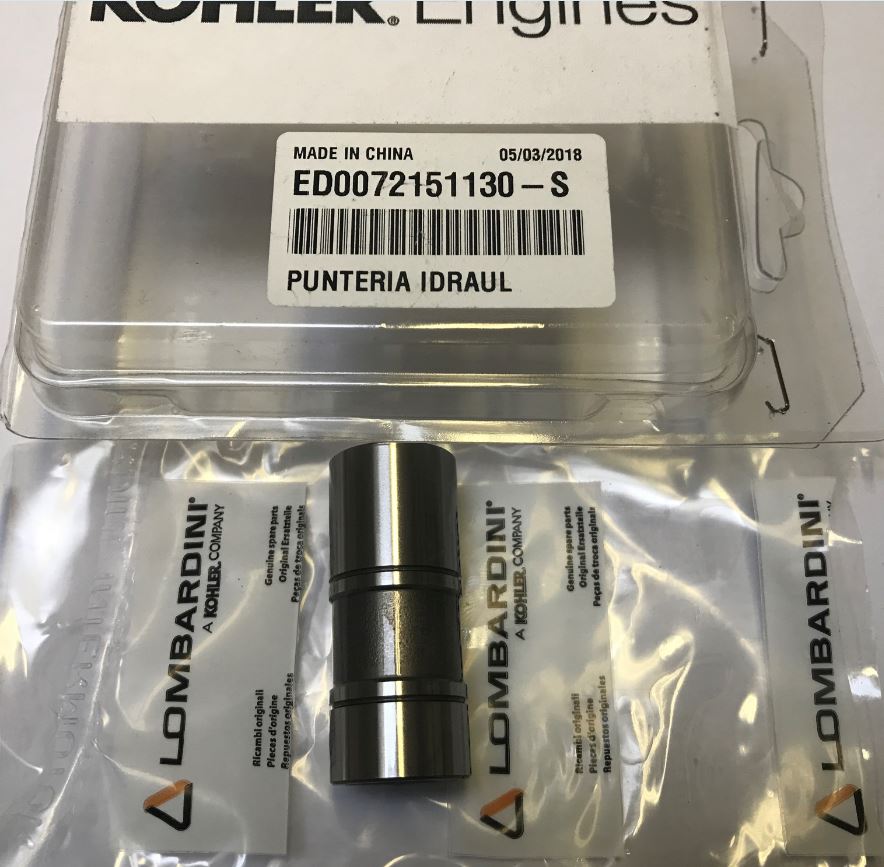 KOHLER. Engines
MADE IN CHINA 05/03/2018
ED0072151130-S
PUNTERIA IDRAUL
LOMBARDINI®
A KOHLER COMPANY
Genuine spare parts
Original Ersatzteile
Peças de troca originais
Ricambi originali
Pieces d'origine
Repuestos originales
LOMBARDINI®
A KOHLER COMPANY
Genuine spare parts
Original Ersatzteile
Peças de troca originais
Ricambi originali
Pieces d'origine
Repuestos originales
LOMBARDINI®